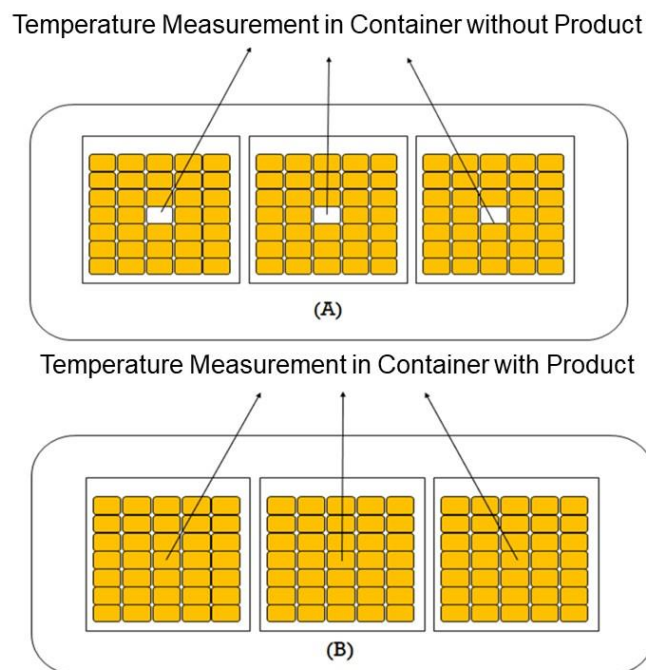 Temperature Measurement in Container without Product
(A)
Temperature Measurement in Container with Product
(B)